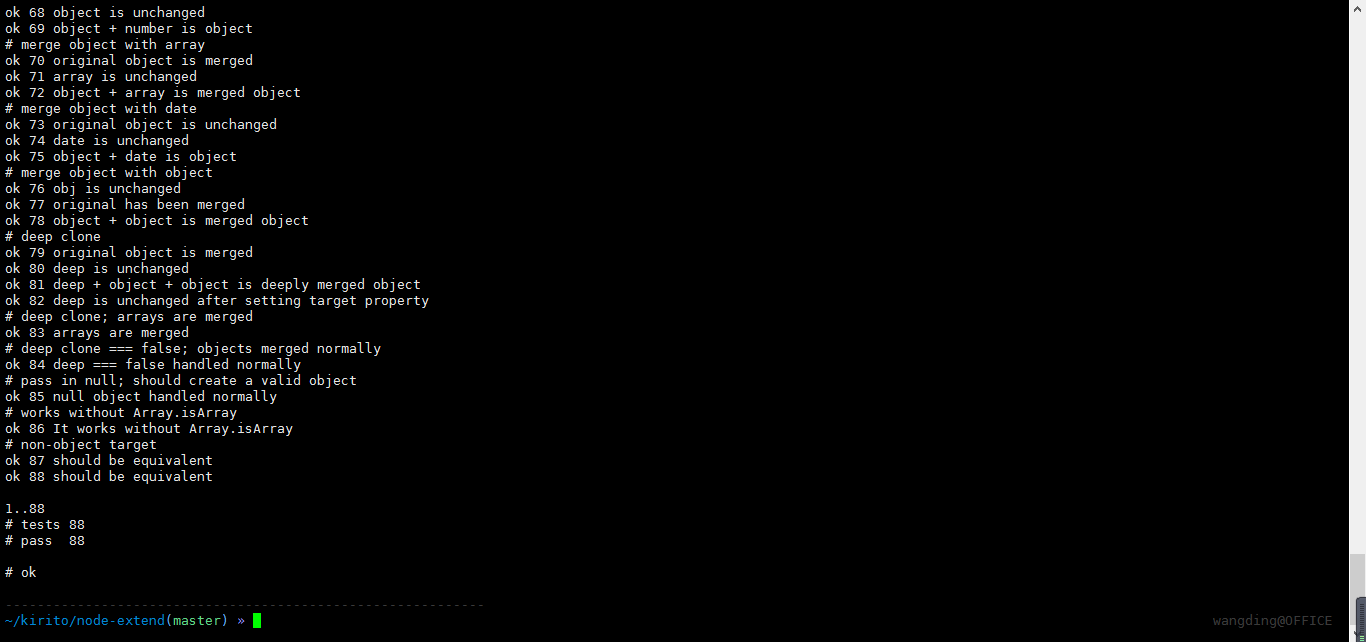 ok 68 object is unchanged
ok 69 object + number is object
# merge object with array
ok 70 original object is merged
ok 71 array is unchanged
ok 72 object + array is merged object
# merge object with date
ok 73 original object is unchanged
ok 74 date is unchanged
ok 75 object + date is object
# merge object with object
ok 76 obj is unchanged
ok 77 original has been merged
ok 78 object + object is merged object
# deep clone
ok 79 original object is merged
ok 80 deep is unchanged
ok 81 deep + object + object is deeply merged object
ok 82 deep is unchanged after setting target property
# deep clone; arrays are merged
ok 83 arrays are merged
# deep clone === false; objects merged normally
ok 84 deep === false handled normally
# pass in null; should create a valid object
ok 85 null object handled normally
# works without Array.isArray
ok 86 It works without Array.isArray
# non-object target
ok 87 should be equivalent
ok 88 should be equivalent
1..88
# tests 88
# pass  88
# ok
------------------------------------------------------------
~/kirito/node-extend(master) » wangding@OFFICE